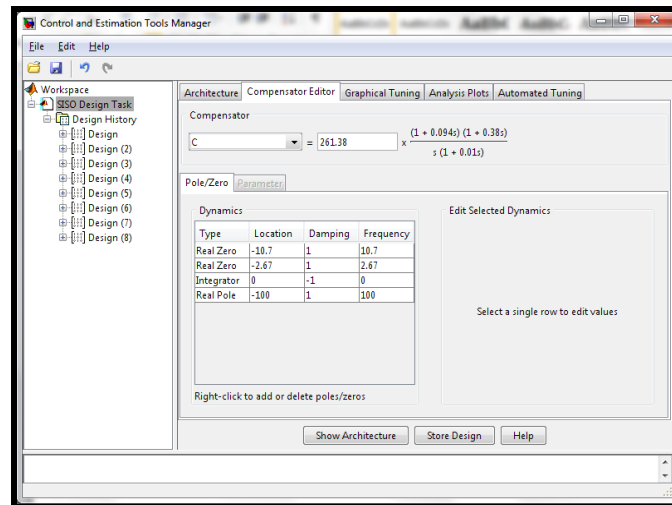 Control and Estimation Tools Manager
File Edit Help
Workspace
SISO Design Task
Design History
Design
Design (2)
Design (3)
Design (4)
Design (5)
Design (6)
Design (7)
Design (8)
Architecture Compensator Editor Graphical Tuning Analysis Plots Automated Tuning
Compensator
C = 261.38 x (1 + 0.094s) (1 + 0.38s)
s (1 + 0.01s)
Pole/Zero Parameter
Dynamics
Type Location Damping Frequency
Real Zero -10.7 1 10.7
Real Zero -2.67 1 2.67
Integrator 0 -1 0
Real Pole -100 1 100
Right-click to add or delete poles/zeros
Edit Selected Dynamics
Select a single row to edit values
Show Architecture Store Design Help